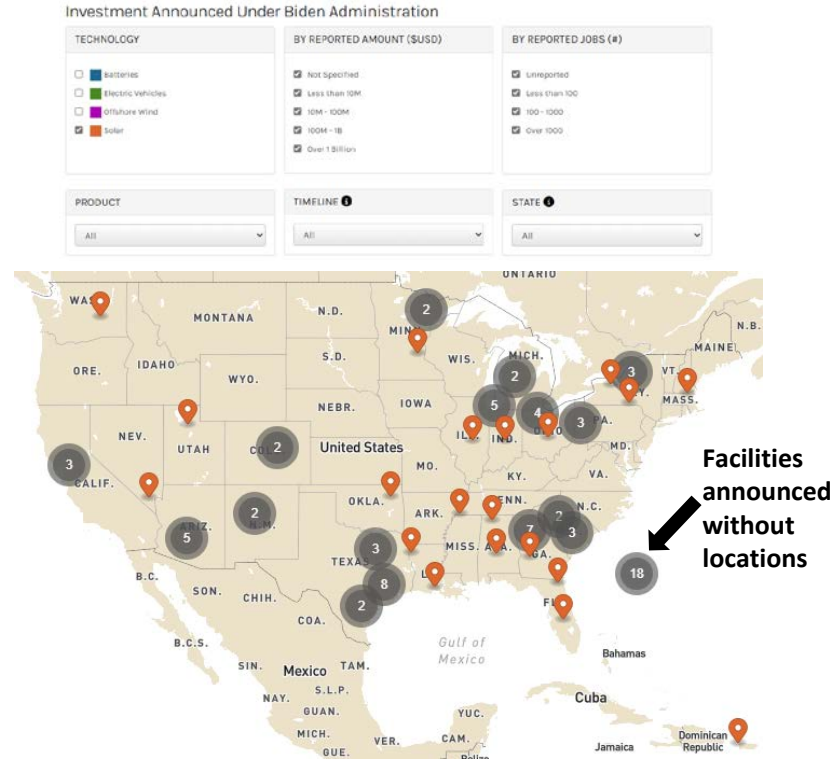 Investment Announced Under Biden Administration
TECHNOLOGY
BY REPORTED AMOUNT ($USD)
BY REPORTED JOBS (#)
Batteries
Not Specified
Unreported
Electric Vehicles
Less than 10M
Less than 100
Offshore Wind
10M - 100M
100 - 1000
Solar
100M - 1B
Over 1000
Over 1 Billion
PRODUCT
TIMELINE
STATE
All
All
All
ONTARIO
WAS
MONTANA
N.D.
2
N.B.
MINN
MAINE
ORE.
IDAHO
S.D.
WIS.
MICH.
VT.
WYO.
2
3
MASS.
NEBR.
IOWA
5
4
3
PA.
NEV.
UTAH
2
United States
ILL.
IND.
OHIO
MD.
3
CALIF.
MO.
KY.
VA.
Facilities
announced
without
locations
OKLA.
ARK.
TENN.
N.C.
2
2
ARIZ.
N.M.
5
3
TEXAS
MISS.
ALA.
7
GA.
3
18
B.C.
8
SON.
CHIH.
2
COA.
B.C.S.
Gulf of
Mexico
Bahamas
SIN.
Mexico
TAM.
NAY.
S.L.P.
GUAN.
YUC.
Cuba
MICH.
VER.
CAM.
GUE.
Belize
Jamaica
Dominican
Republic